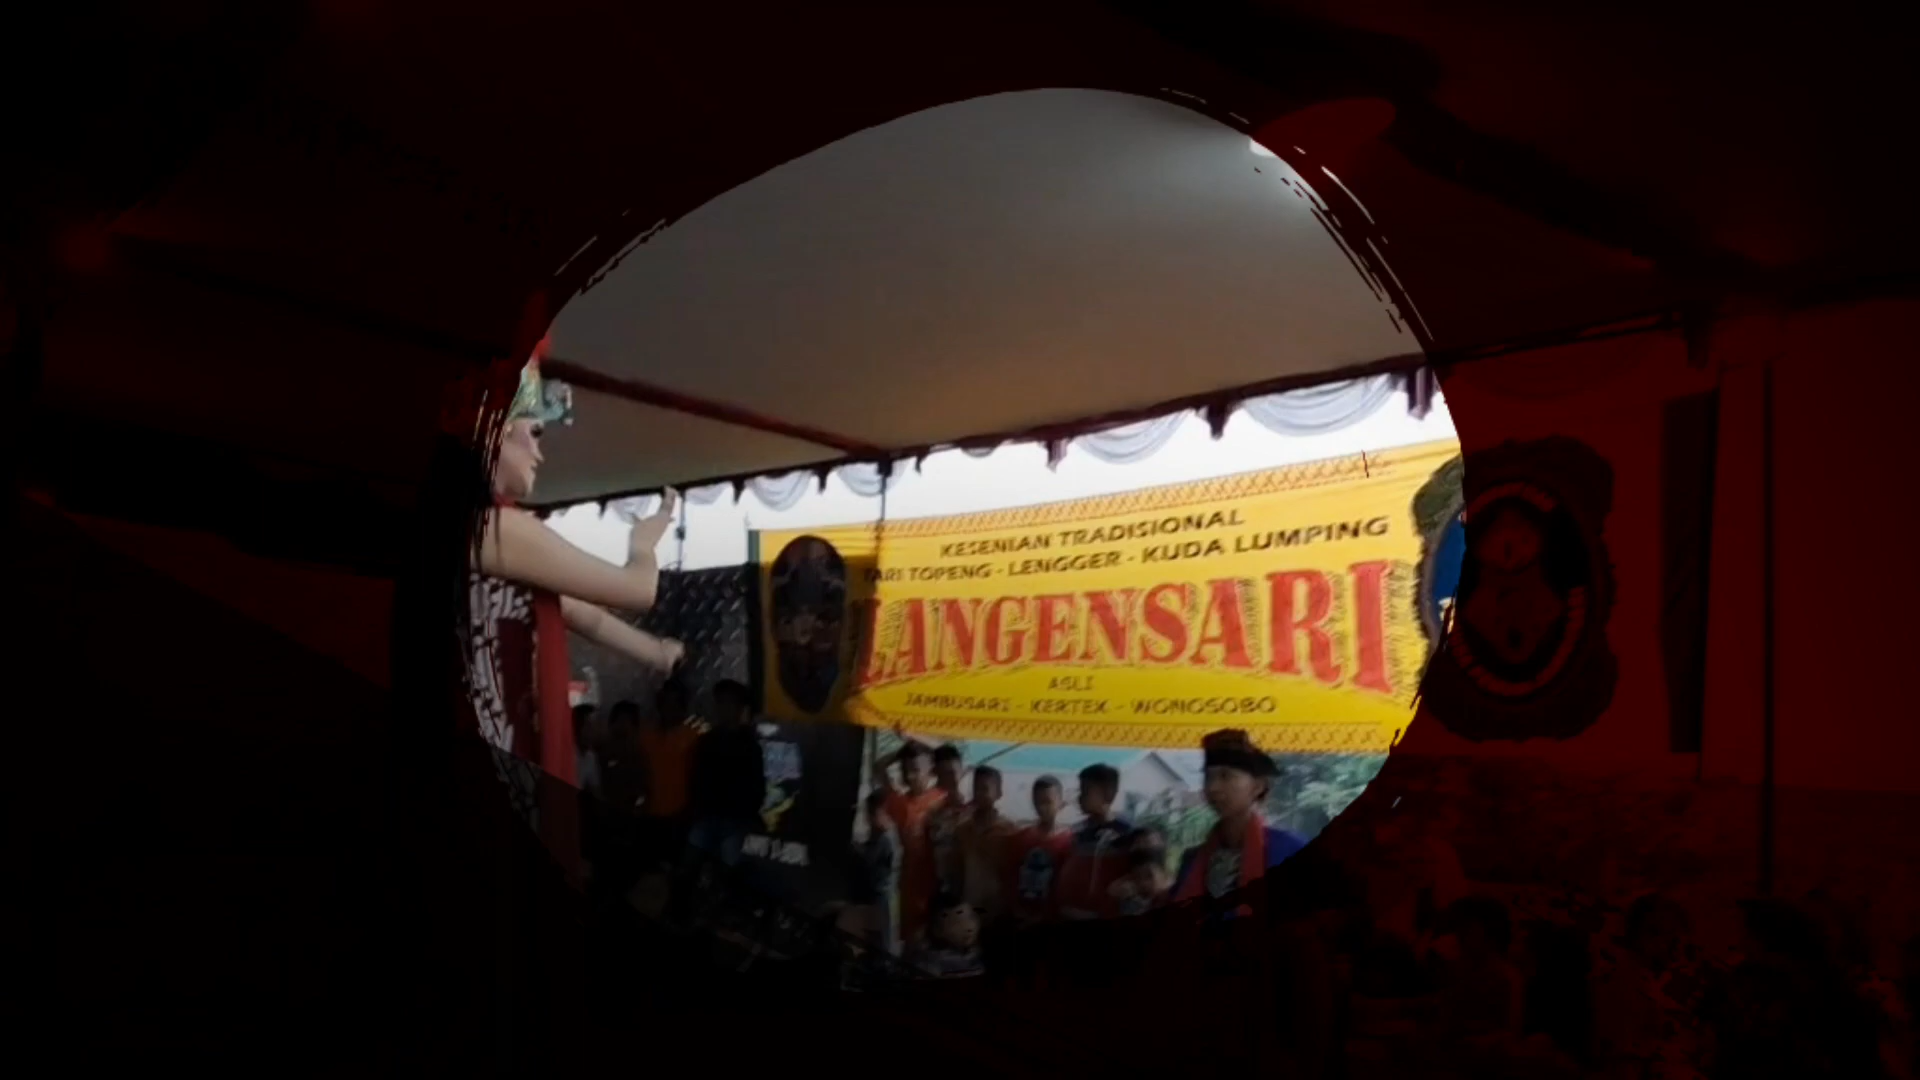 KESENIAN TRADISIONAL
TARI TOPENG - LENGGER - KUDA LUMPING
LANGENSARI
ASLI
JAMBUSARI - KERTEK - WONOSOBO